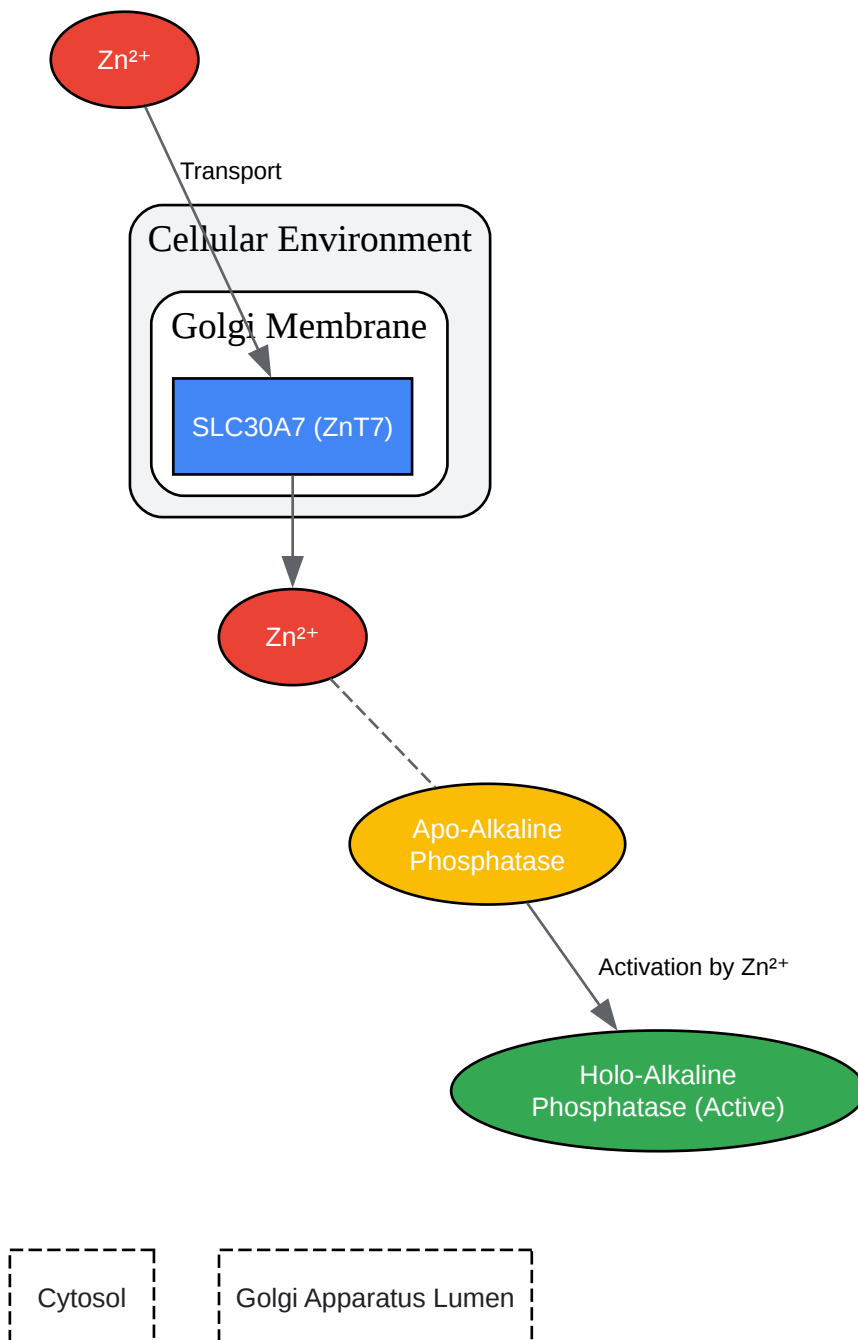 Zn²⁺
Transport
Cellular Environment
Golgi Membrane
SLC30A7 (ZnT7)
Zn²⁺
Apo-Alkaline
Phosphatase
Activation by Zn²⁺
Holo-Alkaline
Phosphatase (Active)
Cytosol
Golgi Apparatus Lumen